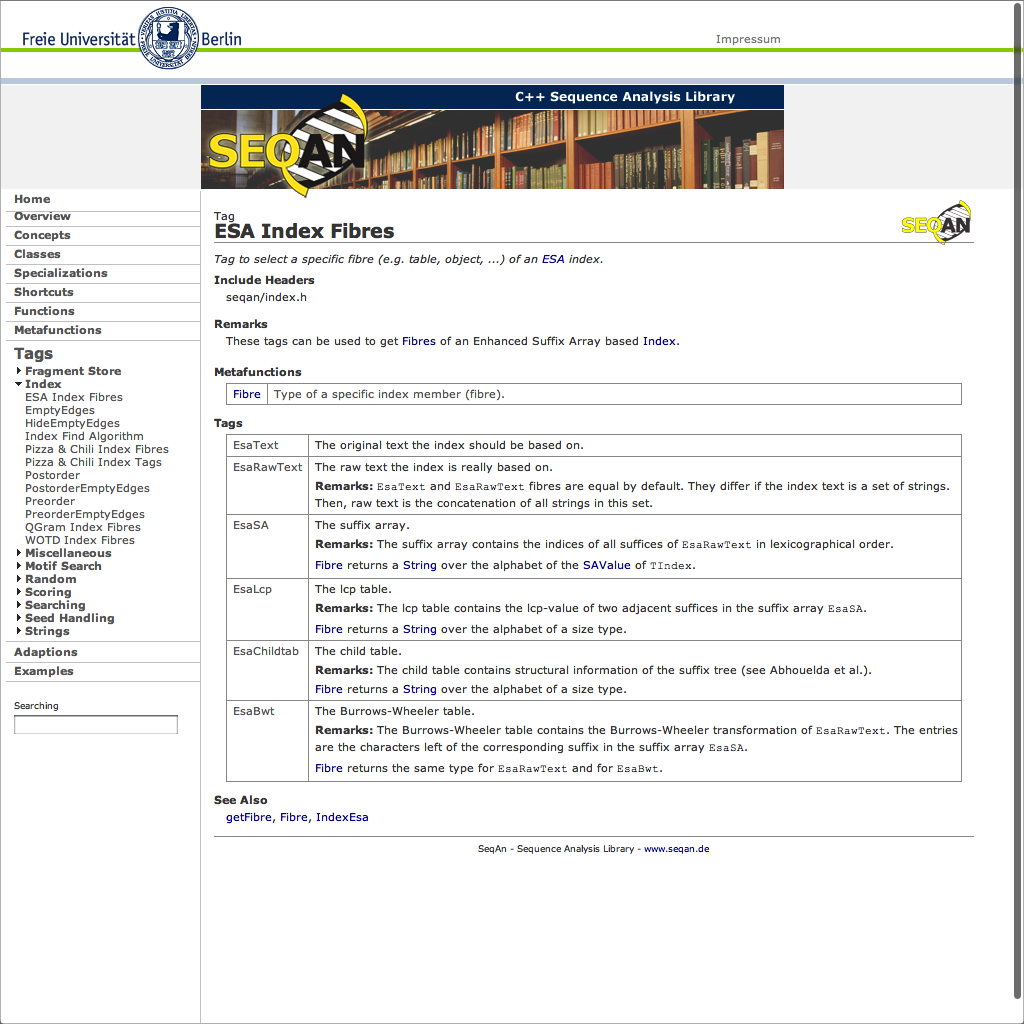 Freie Universität Berlin
Impressum
C++ Sequence Analysis Library
SEQAN
Home
Overview
Concepts
Classes
Specializations
Shortcuts
Functions
Metafunctions
Tags
Fragment Store
Index
ESA Index Fibres
EmptyEdges
HideEmptyEdges
Index Find Algorithm
Pizza & Chili Index Fibres
Pizza & Chili Index Tags
Postorder
PostorderEmptyEdges
Preorder
PreorderEmptyEdges
QGram Index Fibres
WOTD Index Fibres
Miscellaneous
Motif Search
Random
Scoring
Searching
Seed Handling
Strings
Adaptions
Examples
Searching
Tag
SEQAN
ESA Index Fibres
Tag to select a specific fibre (e.g. table, object, ...) of an ESA index.
Include Headers
seqan/index.h
Remarks
These tags can be used to get Fibres of an Enhanced Suffix Array based Index.
Metafunctions
Fibre Type of a specific index member (fibre).
Tags
EsaText The original text the index should be based on.
EsaRawText The raw text the index is really based on.
Remarks: EsaText and EsaRawText fibres are equal by default. They differ if the index text is a set of strings.
Then, raw text is the concatenation of all strings in this set.
EsaSA The suffix array.
Remarks: The suffix array contains the indices of all suffices of EsaRawText in lexicographical order.
Fibre returns a String over the alphabet of the SAValue of TIndex.
EsaLcp The lcp table.
Remarks: The lcp table contains the lcp-value of two adjacent suffices in the suffix array EsaSA.
Fibre returns a String over the alphabet of a size type.
EsaChildtab The child table.
Remarks: The child table contains structural information of the suffix tree (see Abhouelda et al.).
Fibre returns a String over the alphabet of a size type.
EsaBwt The Burrows-Wheeler table.
Remarks: The Burrows-Wheeler table contains the Burrows-Wheeler transformation of EsaRawText. The entries
are the characters left of the corresponding suffix in the suffix array EsaSA.
Fibre returns the same type for EsaRawText and for EsaBwt.
See Also
getFibre, Fibre, IndexEsa
SeqAn - Sequence Analysis Library - www.seqan.de